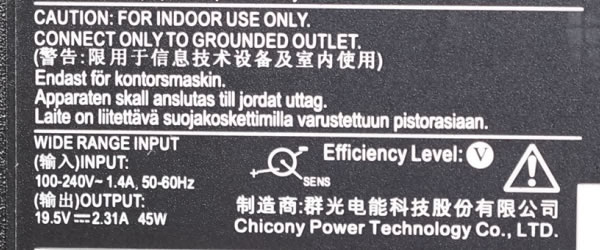 CAUTION: FOR INDOOR USE ONLY.
CONNECT ONLY TO GROUNDED OUTLET.
(警告:限用于信息技术设备及室内使用)
Endast för kontorsmaskin.
Apparaten skall anslutas till jordat uttag.
Laite on liitettävä suojakoskettimilla varustettuun pistorasiaan.
WIDE RANGE INPUT
(输入)INPUT:
100-240V~ 1.4A, 50-60Hz
(输出)OUTPUT:
19.5V⎓2.31A 45W
SENS
Efficiency Level: Ⓥ
制造商:群光电能科技股份有限公司
Chicony Power Technology Co., LTD.